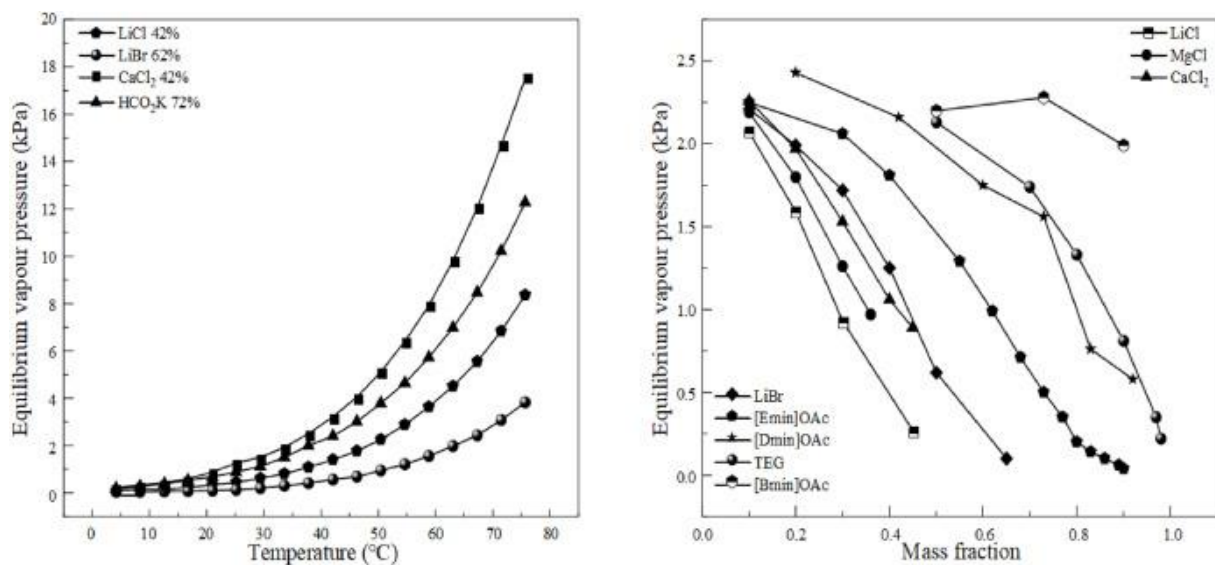 20
18
16
14
12
10
8
6
4
2
0
Equilibrium vapour pressure (kPa)
LiCl 42%
LiBr 62%
CaCl₂ 42%
HCO₂K 72%
0 10 20 30 40 50 60 70 80
Temperature (°C)
2.5
2.0
1.5
1.0
0.5
0.0
Equilibrium vapour pressure (kPa)
LiCl
MgCl
CaCl₂
LiBr
[Emin]OAc
[Dmin]OAc
TEG
[Bmin]OAc
0.0 0.2 0.4 0.6 0.8 1.0
Mass fraction